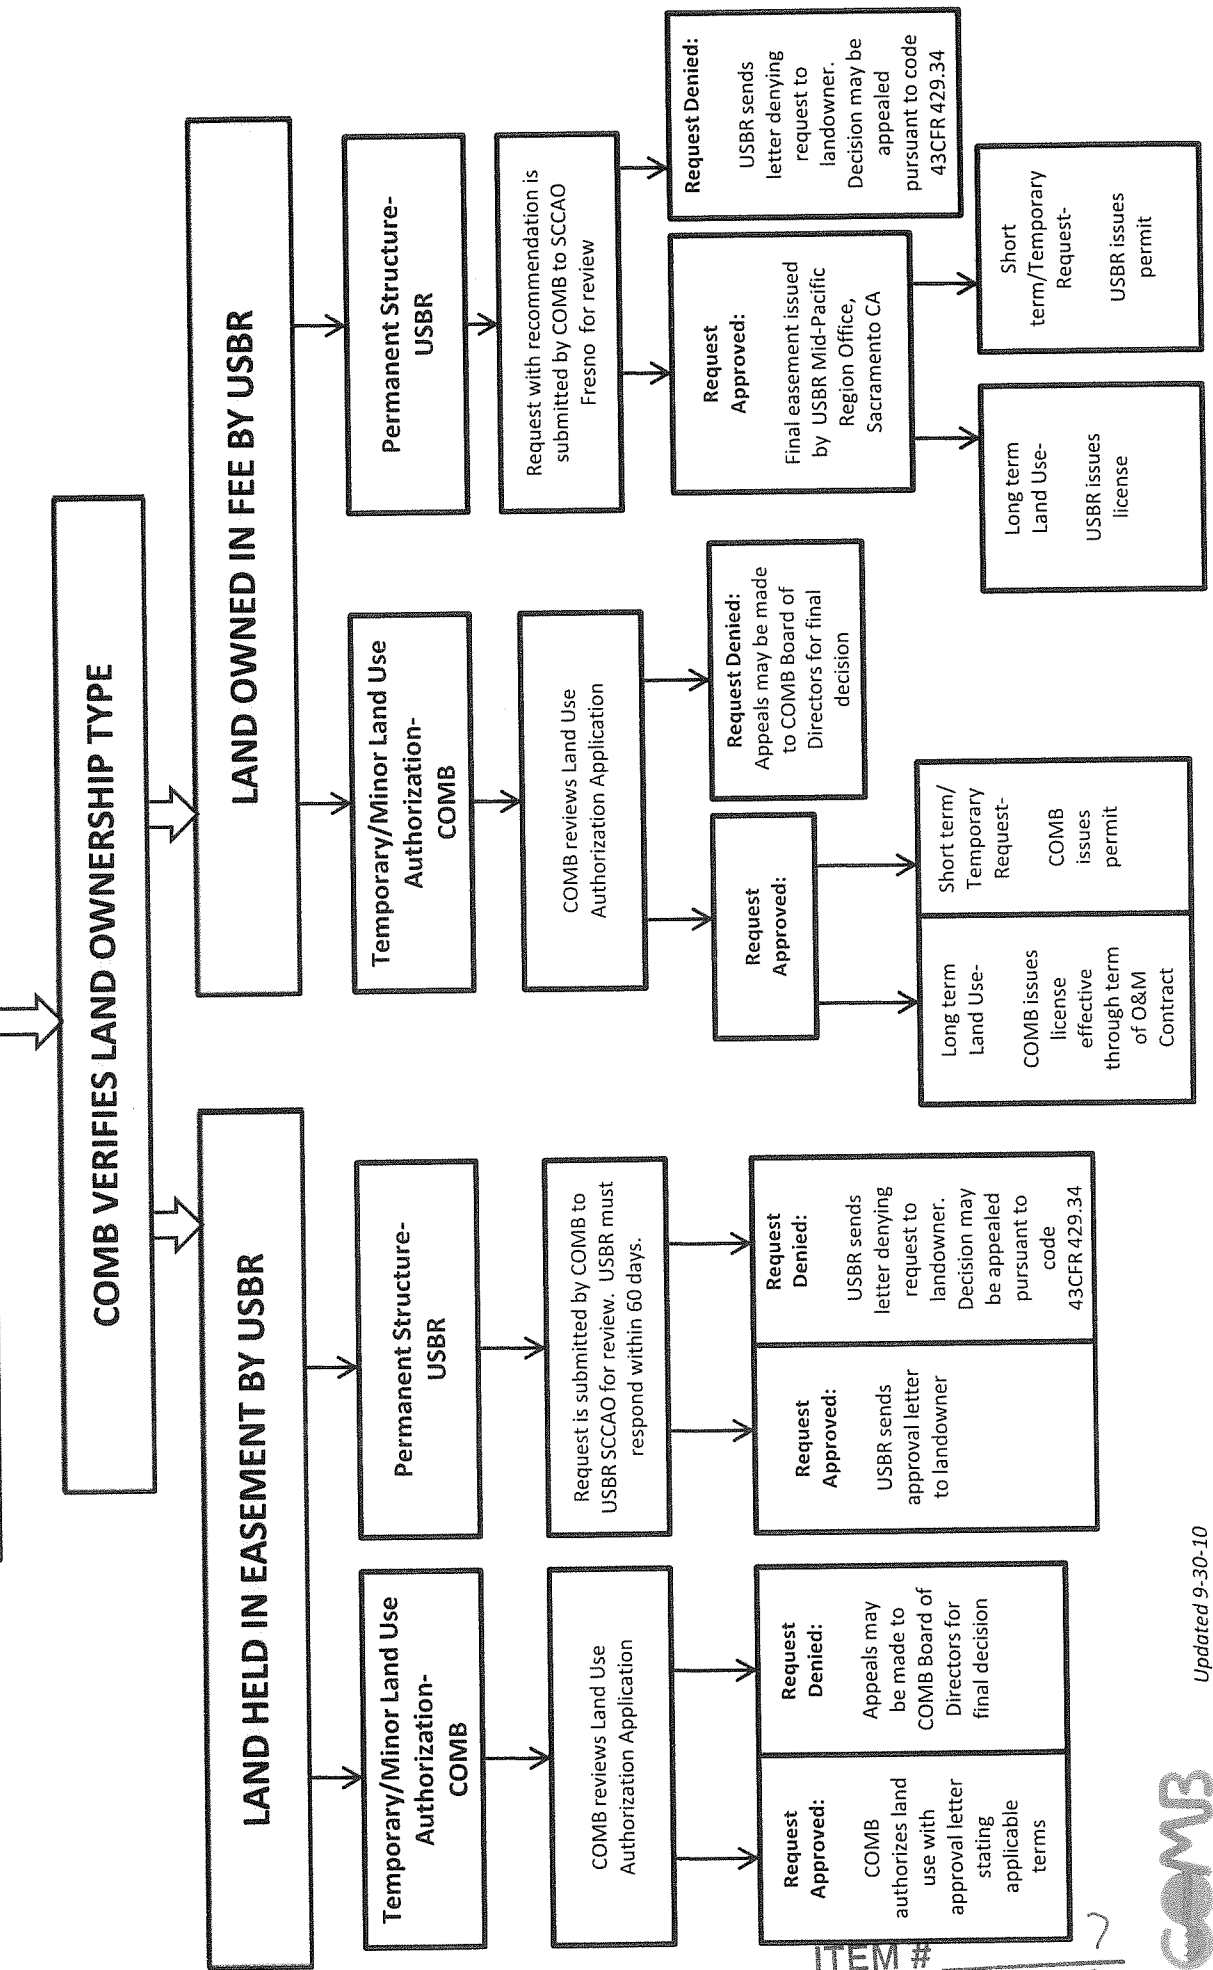 COMB VERIFIES LAND OWNERSHIP TYPE
LAND HELD IN EASEMENT BY USBR
Temporary/Minor Land Use
Authorization-
COMB
COMB reviews Land Use
Authorization Application
Request
Approved:
COMB
authorizes land
use with
approval letter
stating
applicable
terms
Request
Denied:
Appeals may
be made to
COMB Board of
Directors for
final decision
Permanent Structure-
USBR
Request is submitted by COMB to
USBR SCCAO for review. USBR must
respond within 60 days.
Request
Approved:
USBR sends
approval letter
to landowner
Request
Denied:
USBR sends
letter denying
request to
landowner.
Decision may
be appealed
pursuant to
code
43CFR 429.34
LAND OWNED IN FEE BY USBR
Temporary/Minor Land Use
Authorization-
COMB
COMB reviews Land Use
Authorization Application
Request
Approved:
Request Denied:
Appeals may be made
to COMB Board of
Directors for final
decision
Long term
Land Use-
COMB issues
license
effective
through term
of O&M
Contract
Short term/
Temporary
Request-
COMB
issues
permit
Permanent Structure-
USBR
Request with recommendation is
submitted by COMB to SCCAO
Fresno for review
Request
Approved:
Final easement issued
by USBR Mid-Pacific
Region Office,
Sacramento CA
Request Denied:
USBR sends
letter denying
request to
landowner.
Decision may be
appealed
pursuant to code
43CFR 429.34
Long term
Land Use-
USBR issues
license
Short
term/Temporary
Request-
USBR issues
permit
Updated 9-30-10
COMB
ITEM #